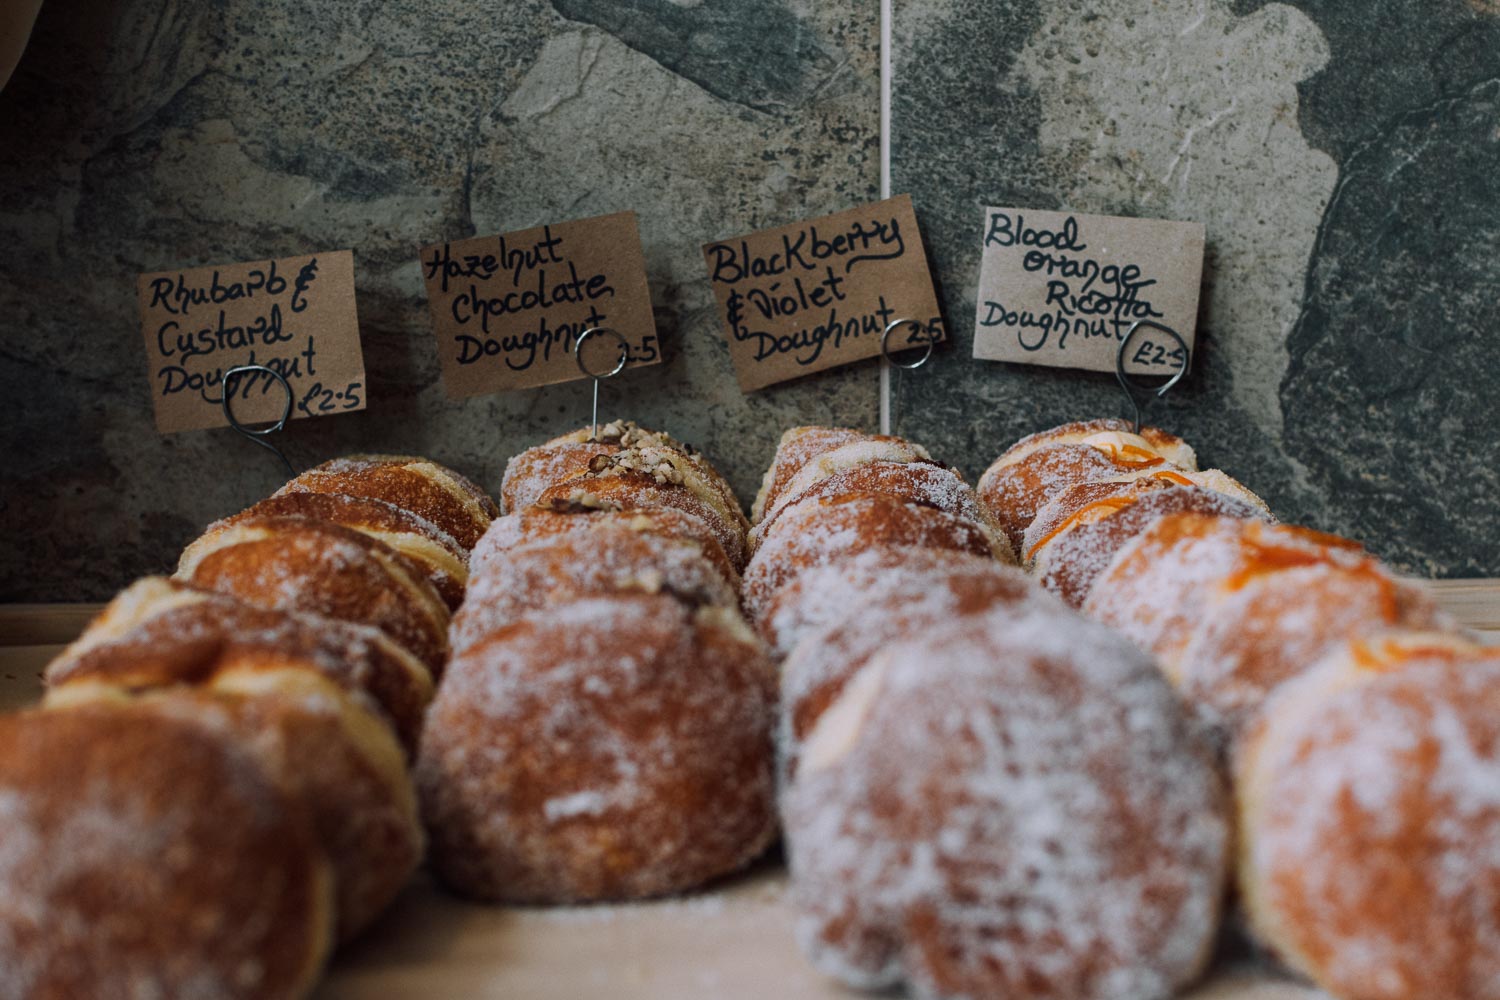 Rhubarb &
Custard
Doughnut
£2.5
Hazelnut
Chocolate
Doughnut
2.5
Blackberry
& Violet
Doughnut 2.5
Blood
orange
Ricotta
Doughnut
£2.5